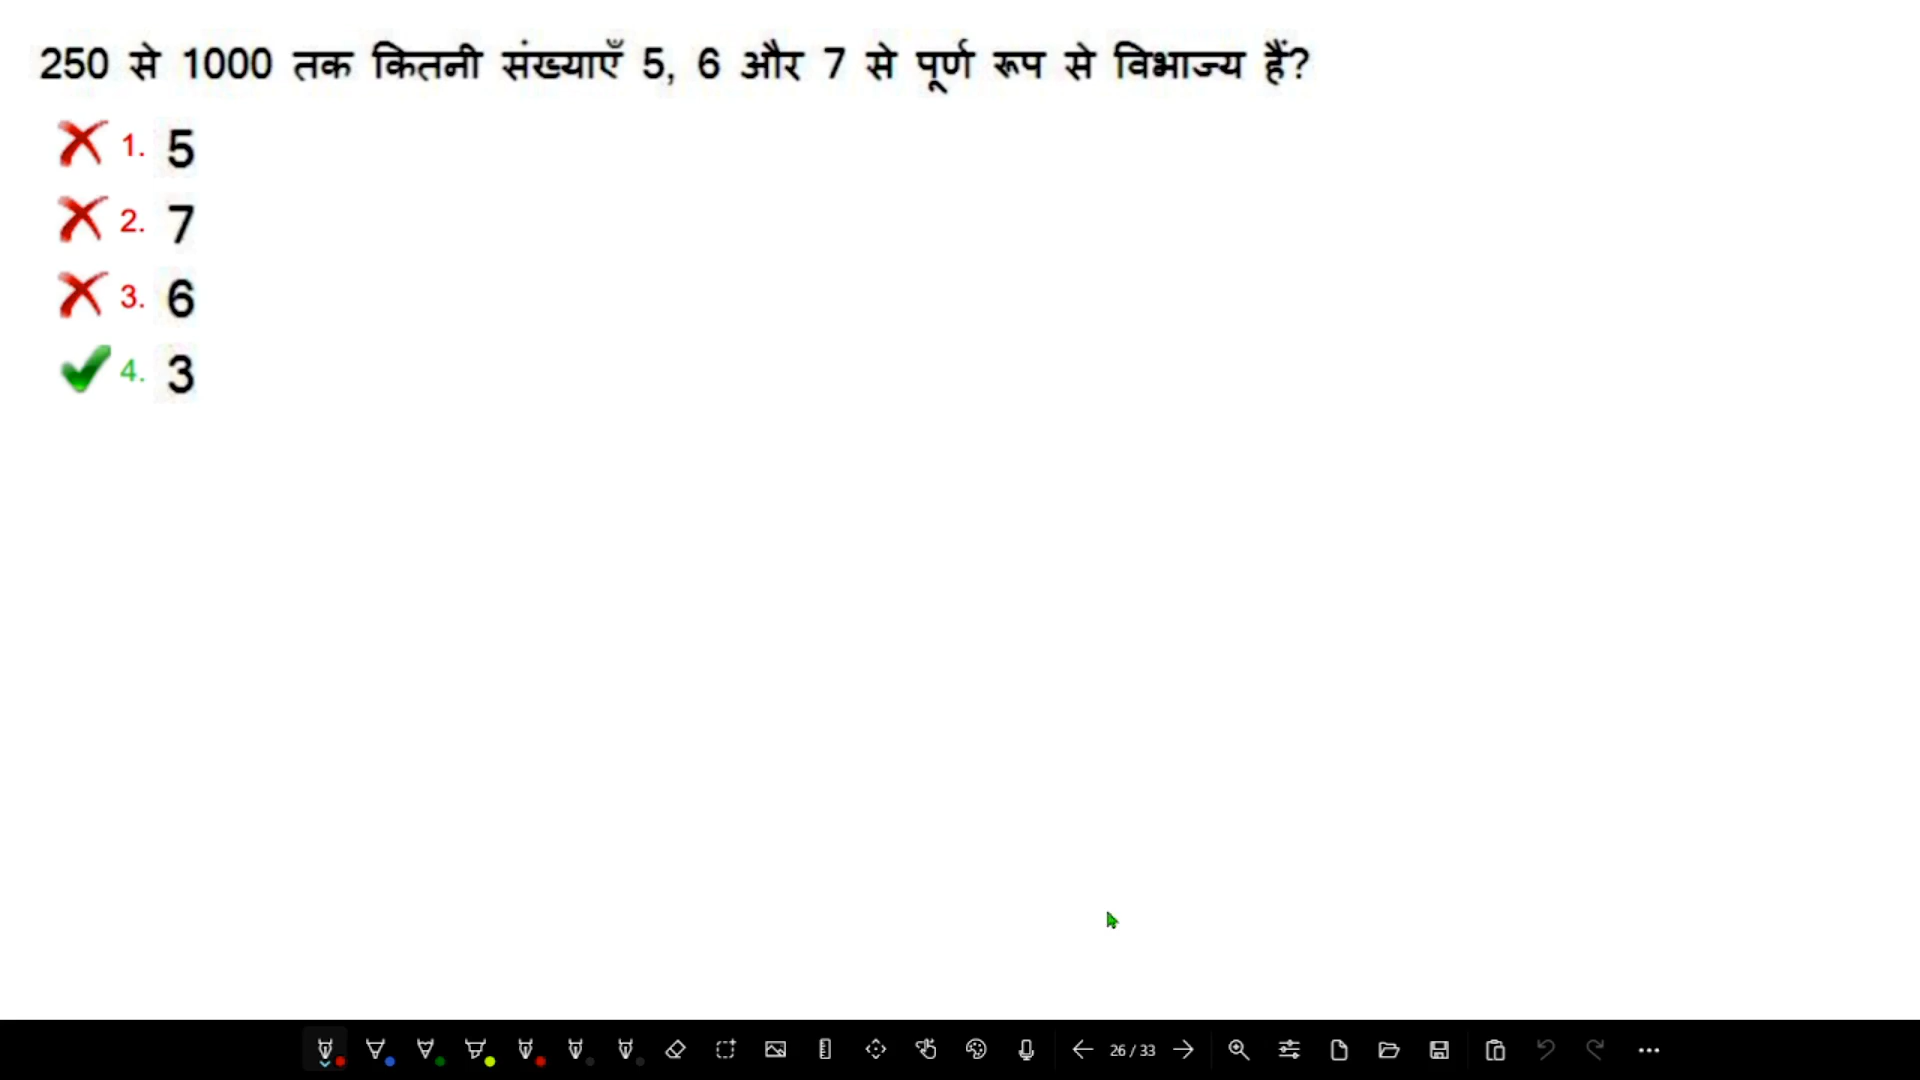 250 से 1000 तक कितनी संख्याएँ 5, 6 और 7 से पूर्ण रूप से विभाज्य हैं?
1. 5
2. 7
3. 6
4. 3
26 / 33